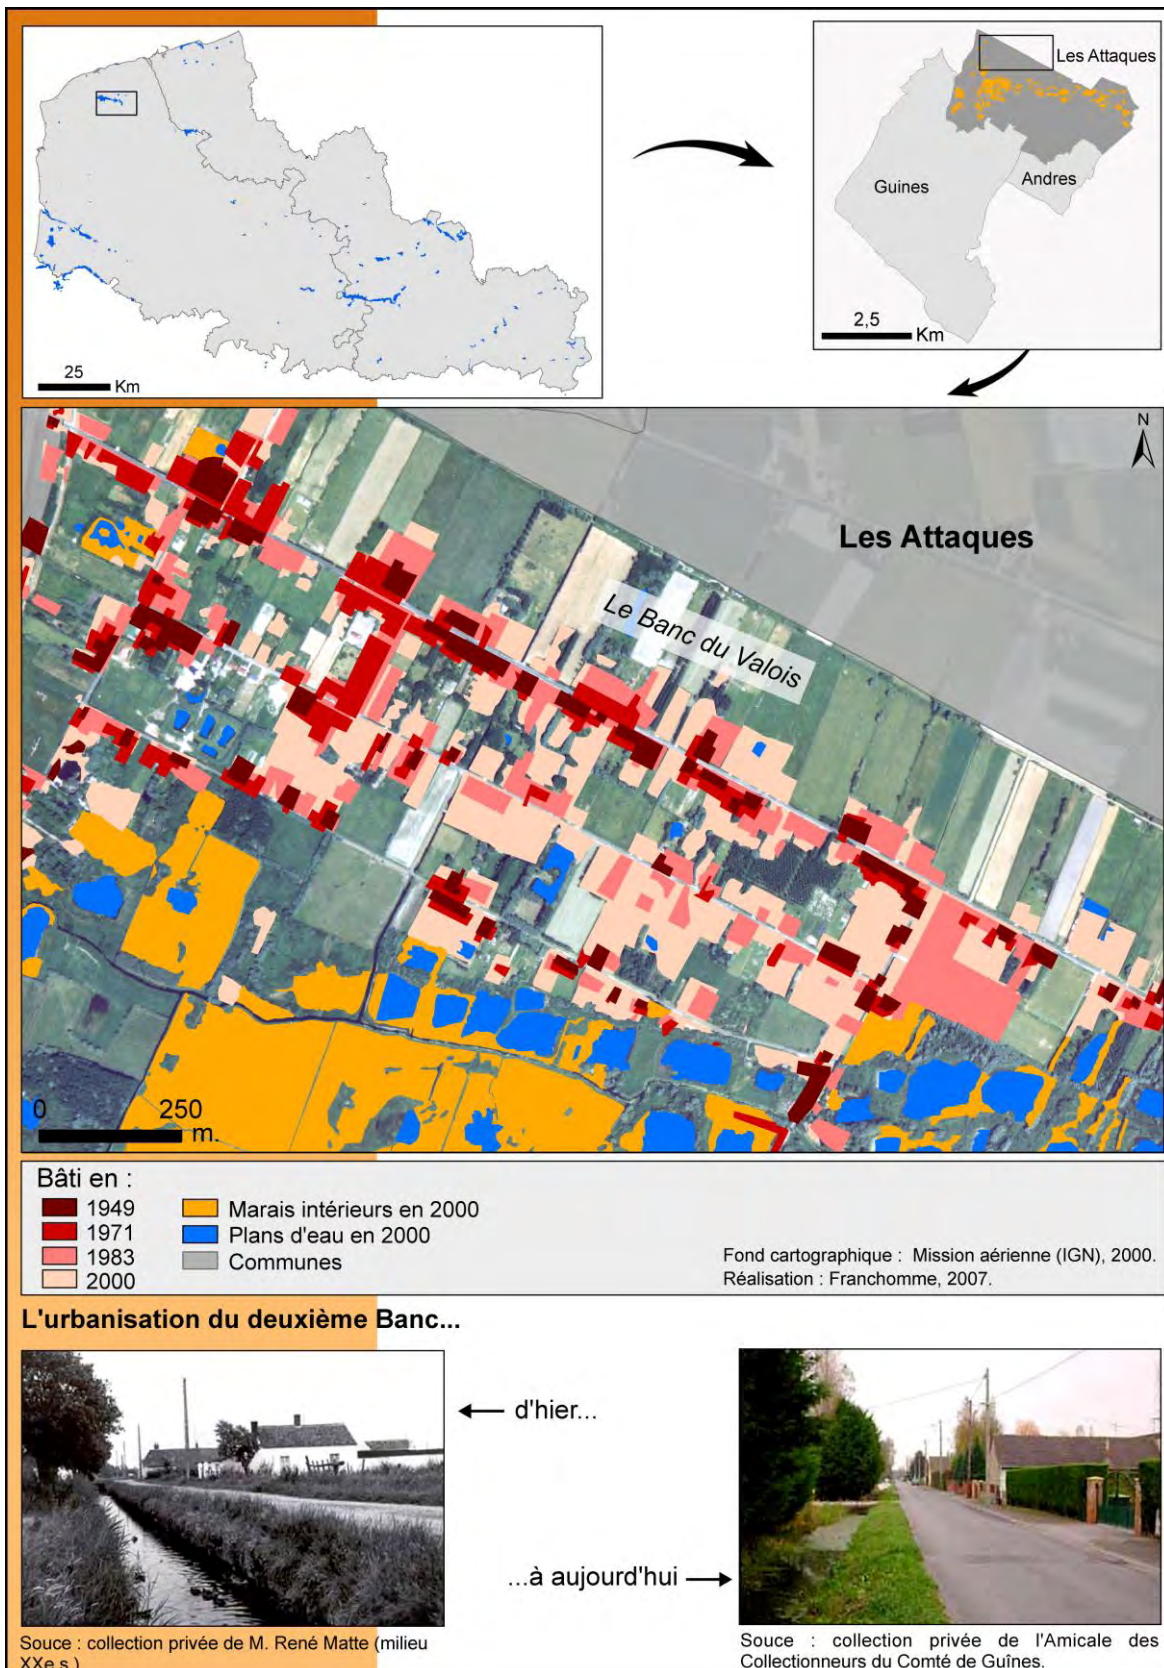 25
Km
Les Attaques
Guines
Andres
2,5
Km
N
Les Attaques
Le Banc du Valois
0 250
m.
Bâti en :
1949
1971
1983
2000
Marais intérieurs en 2000
Plans d'eau en 2000
Communes
Fond cartographique : Mission aérienne (IGN), 2000.
Réalisation : Franchomme, 2007.
L'urbanisation du deuxième Banc...
d'hier...
...à aujourd'hui
Souce : collection privée de M. René Matte (milieu
XXe s.)
Souce : collection privée de l'Amicale des
Collectionneurs du Comté de Guînes.